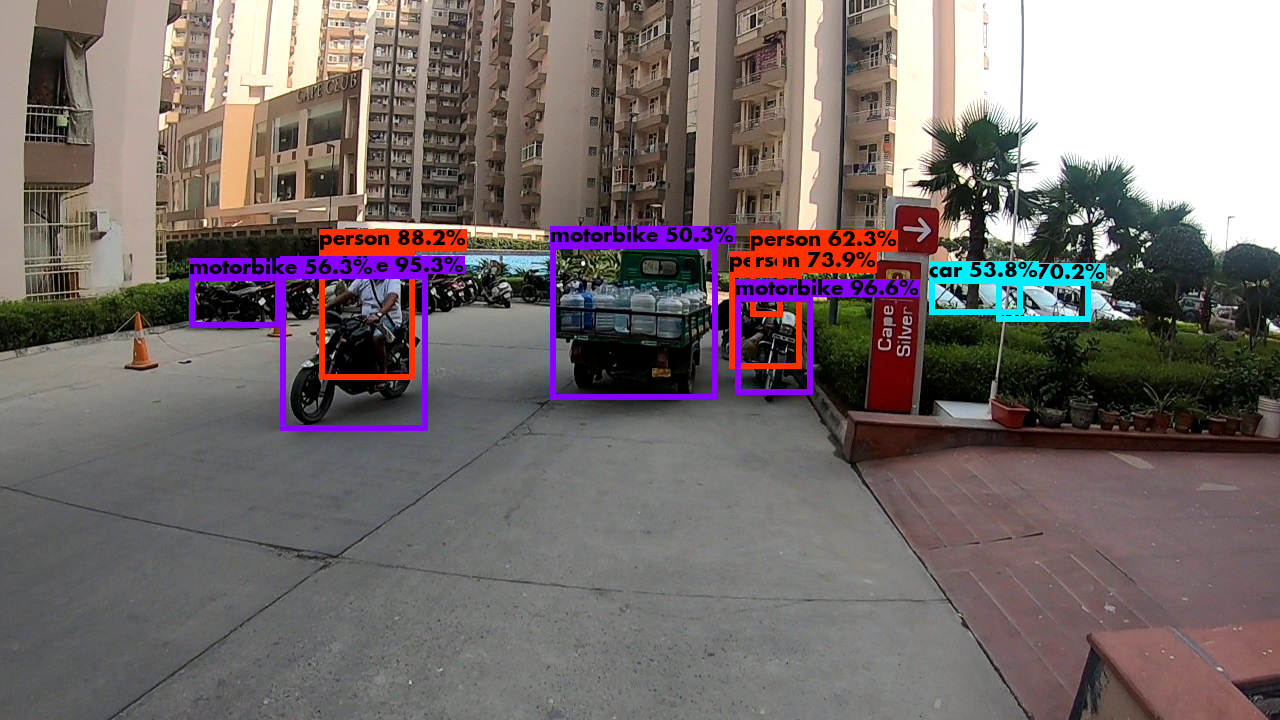 CAPE CLUB
person 88.2%
motorbike 50.3%
person 62.3%
motorbike 56.3%
e 95.3%
person 73.9%
car 53.8%
70.2%
motorbike 96.6%
Cape
Silver